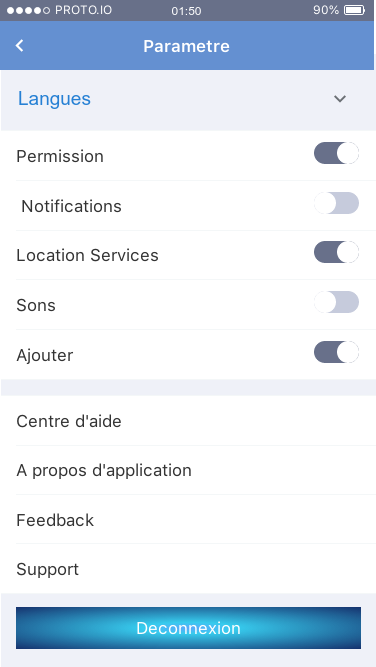 PROTO.IO 01:50 90%
Parametre
Langues
Permission
Notifications
Location Services
Sons
Ajouter
Centre d'aide
A propos d'application
Feedback
Support
Deconnexion